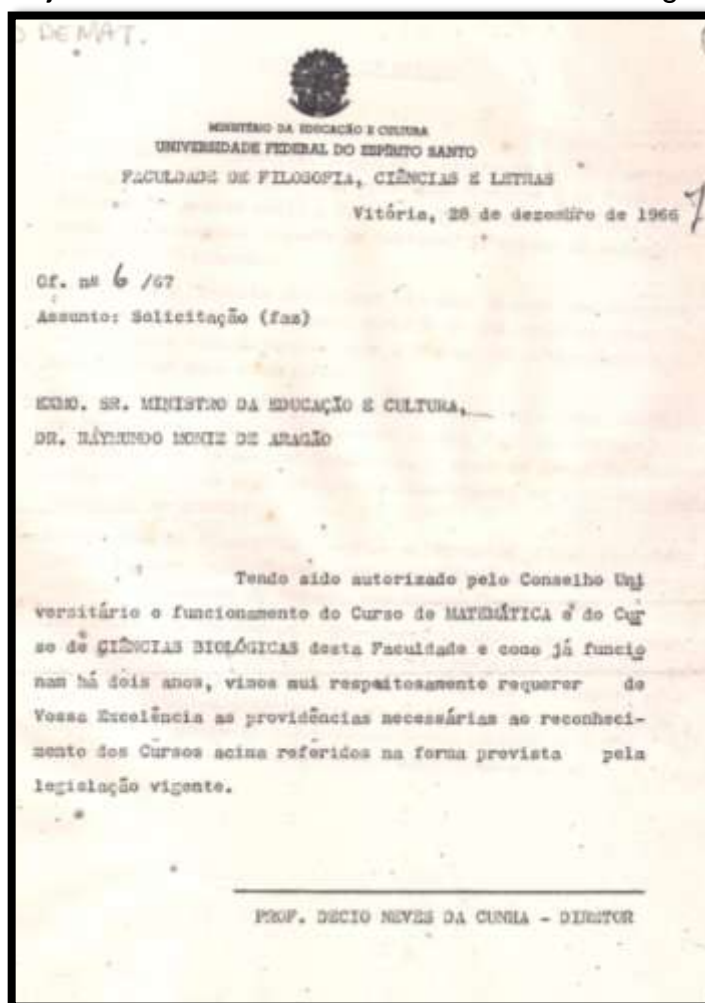 DE MAT.
MINISTÉRIO DA EDUCAÇÃO E CULTURA
UNIVERSIDADE FEDERAL DO ESPÍRITO SANTO
FACULDADE DE FILOSOFIA, CIÊNCIAS E LETRAS
Vitória, 28 de dezembro de 1966 7
Of. nº 6 /67
Assunto: Solicitação (faz)
EXMO. SR. MINISTRO DA EDUCAÇÃO E CULTURA,
DR. RAYMUNDO MONIZ DE ARAGÃO
Tendo sido autorizado pelo Conselho Uni
versitário o funcionamento do Curso de MATEMÁTICA e do Cur
so de CIÊNCIAS BIOLÓGICAS desta Faculdade e como já funcio
nam há dois anos, vimos mui respeitosamente requerer de
Vossa Excelência as providências necessárias ao reconheci-
mento dos Cursos acima referidos na forma prevista pela
legislação vigente.
PROF. DECIO NEVES DA CUNHA - DIRETOR